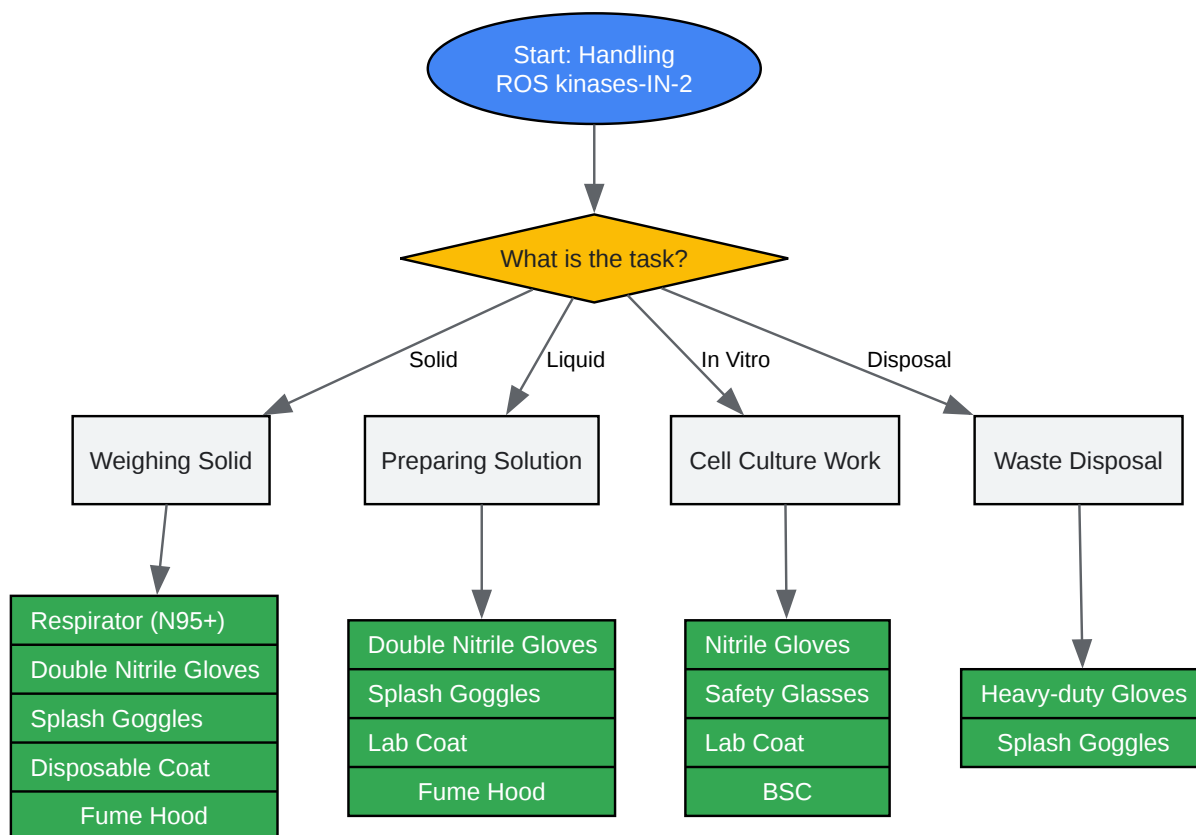 Start: Handling
ROS kinases-IN-2
What is the task?
Solid
Liquid
In Vitro
Disposal
Weighing Solid
Preparing Solution
Cell Culture Work
Waste Disposal
Respirator (N95+)
Double Nitrile Gloves
Splash Goggles
Disposable Coat
Fume Hood
Double Nitrile Gloves
Splash Goggles
Lab Coat
Fume Hood
Nitrile Gloves
Safety Glasses
Lab Coat
BSC
Heavy-duty Gloves
Splash Goggles